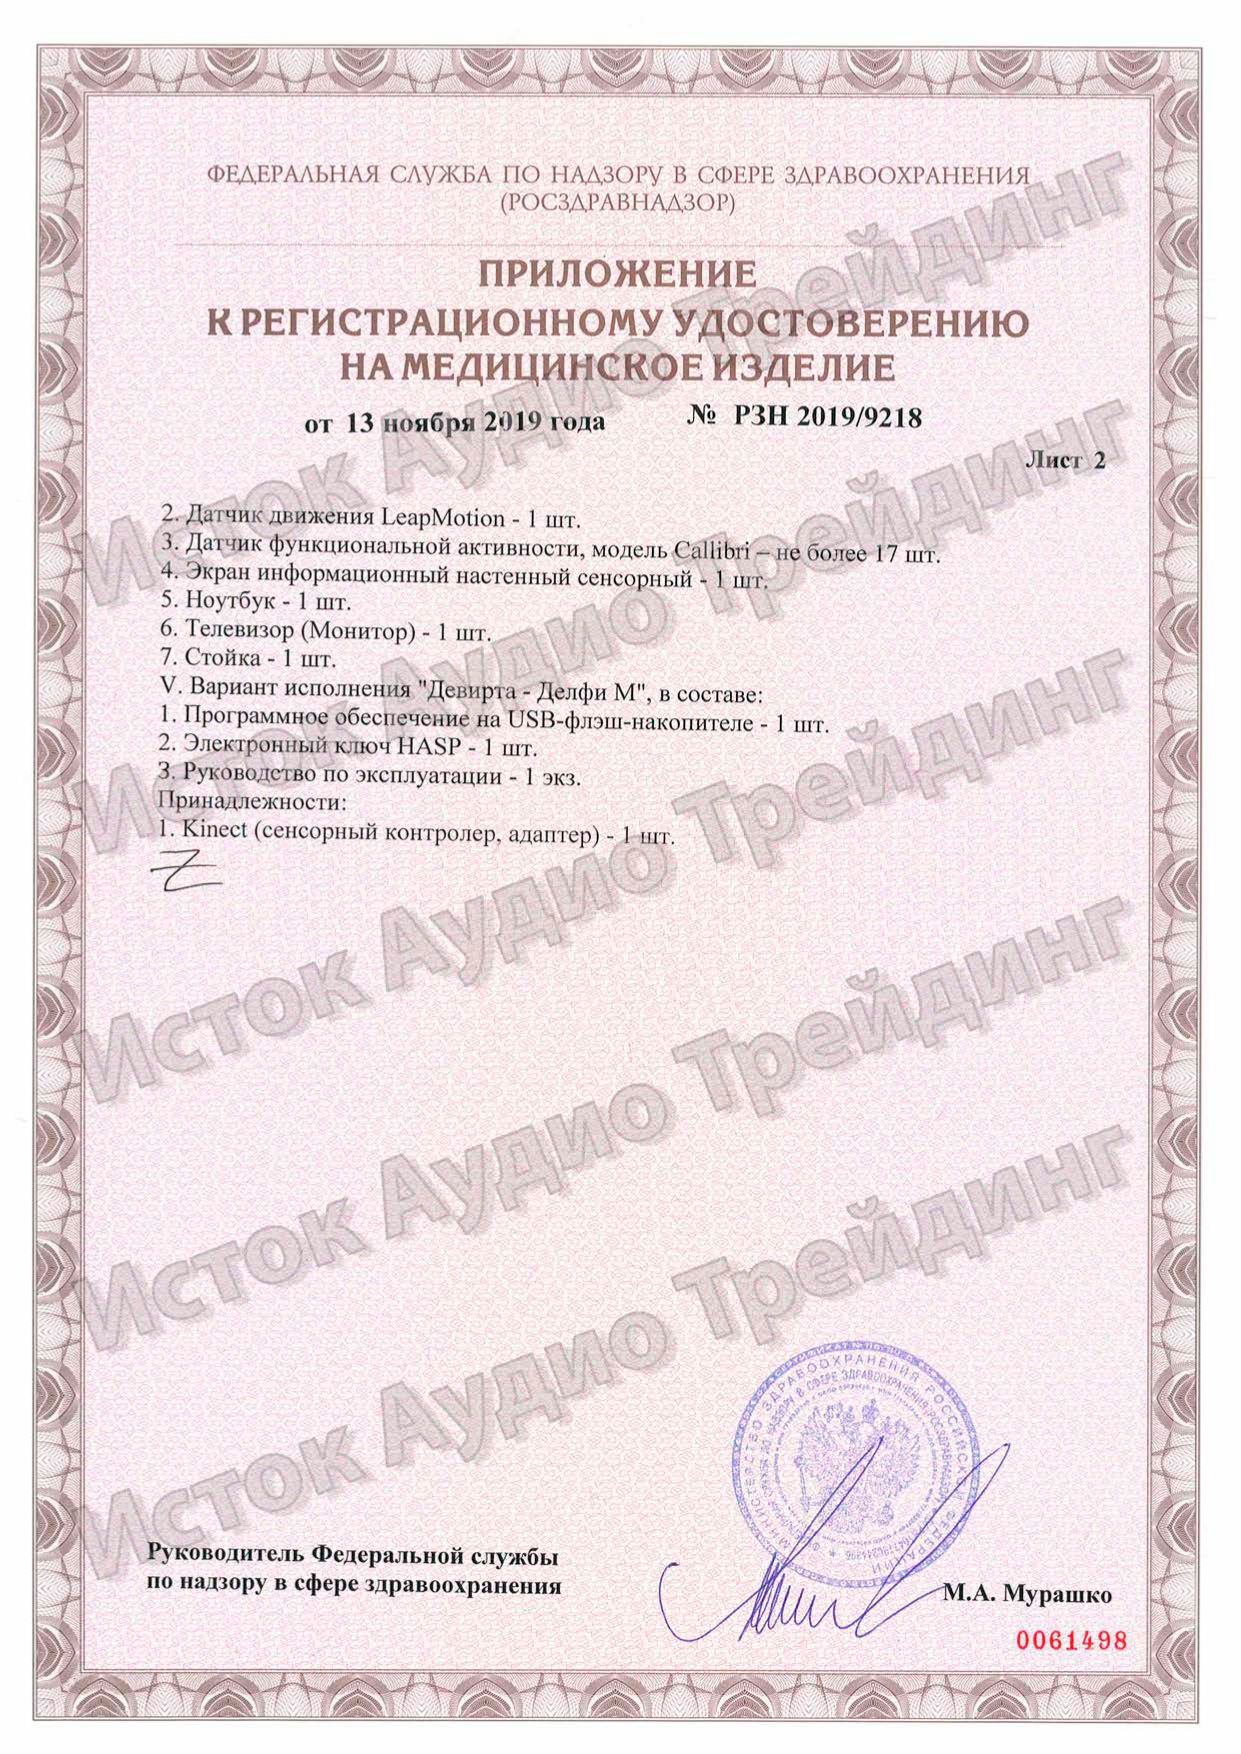 ФЕДЕРАЛЬНАЯ СЛУЖБА ПО НАДЗОРУ В СФЕРЕ ЗДРАВООХРАНЕНИЯ
(РОСЗДРАВНАДЗОР)
ПРИЛОЖЕНИЕ
К РЕГИСТРАЦИОННОМУ УДОСТОВЕРЕНИЮ
НА МЕДИЦИНСКОЕ ИЗДЕЛИЕ
от 13 ноября 2019 года № РЗН 2019/9218
Лист 2
2. Датчик движения LeapMotion - 1 шт.
3. Датчик функциональной активности, модель Callibri – не более 17 шт.
4. Экран информационный настенный сенсорный - 1 шт.
5. Ноутбук - 1 шт.
6. Телевизор (Монитор) - 1 шт.
7. Стойка - 1 шт.
V. Вариант исполнения "Девирта - Делфи М", в составе:
1. Программное обеспечение на USB-флэш-накопителе - 1 шт.
2. Электронный ключ HASP - 1 шт.
3. Руководство по эксплуатации - 1 экз.
Принадлежности:
1. Kinect (сенсорный контролер, адаптер) - 1 шт.
Исток Аудио Трейдинг
Исток Аудио Трейдинг
Исток Аудио Трейдинг
Исток Аудио Трейдинг
Исток Аудио Трейдинг
МИНИСТЕРСТВО ЗДРАВООХРАНЕНИЯ РОССИЙСКОЙ ФЕДЕРАЦИИ
ФЕДЕРАЛЬНАЯ СЛУЖБА ПО НАДЗОРУ В СФЕРЕ ЗДРАВООХРАНЕНИЯ (РОСЗДРАВНАДЗОР)
Руководитель Федеральной службы
по надзору в сфере здравоохранения
М.А. Мурашко
0061498